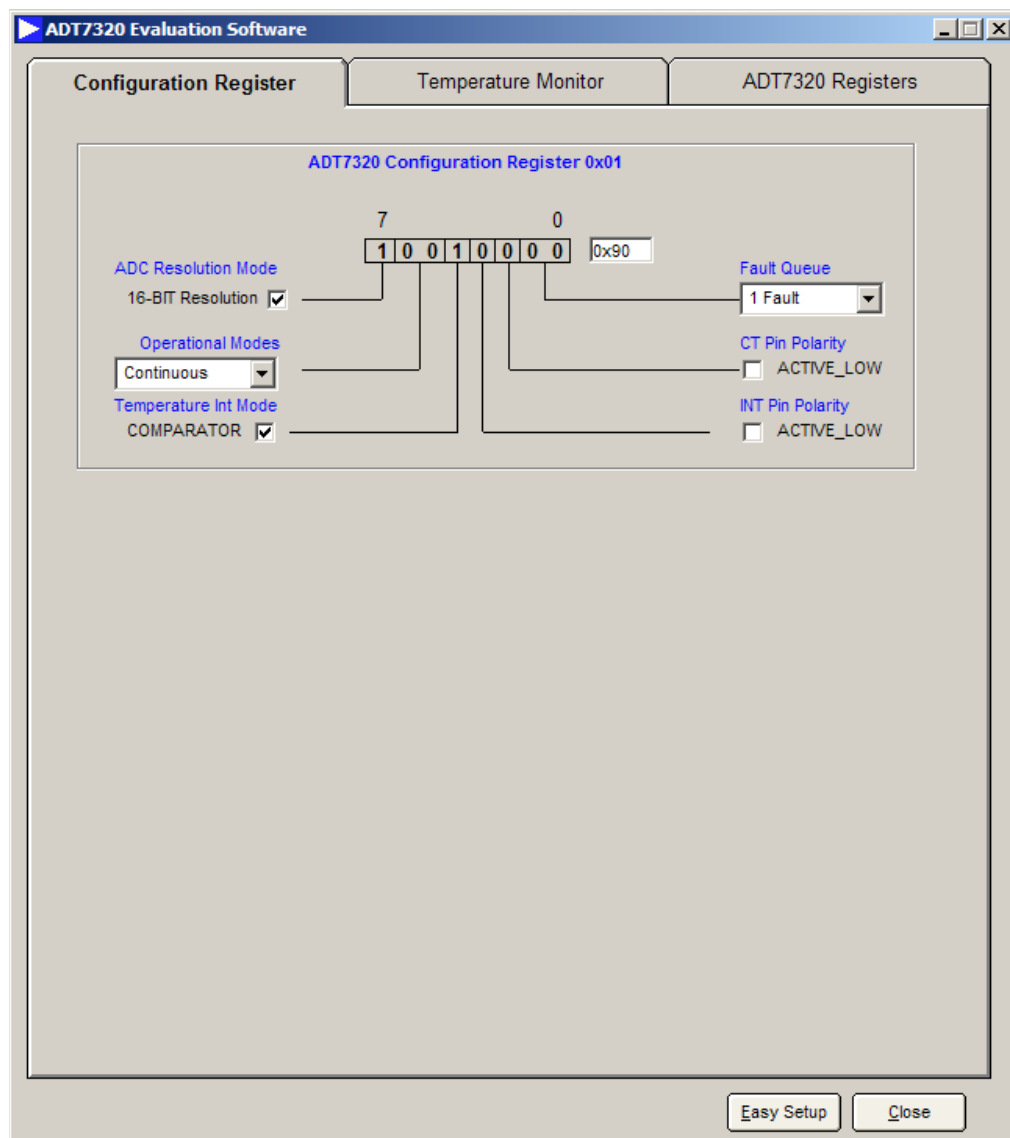 ADT7320 Evaluation Software
Configuration Register
Temperature Monitor
ADT7320 Registers
ADT7320 Configuration Register 0x01
7 0
1 0 0 1 0 0 0 0 0x90
ADC Resolution Mode
16-BIT Resolution
Fault Queue
1 Fault
Operational Modes
Continuous
CT Pin Polarity
ACTIVE_LOW
Temperature Int Mode
COMPARATOR
INT Pin Polarity
ACTIVE_LOW
Easy Setup
Close